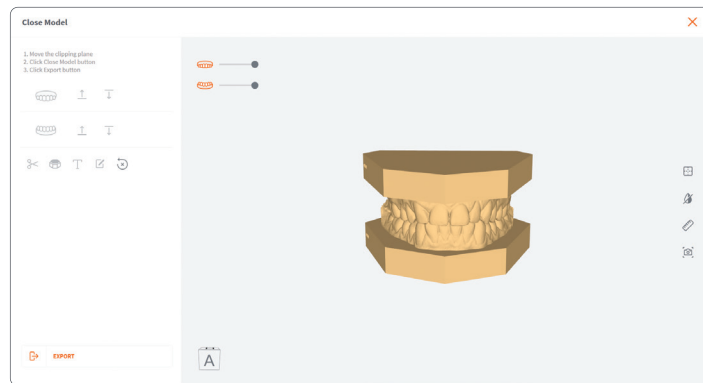 Close Model
1. Move the clipping plane
2. Click Close Model button
3. Click Export button
T
EXPORT
A